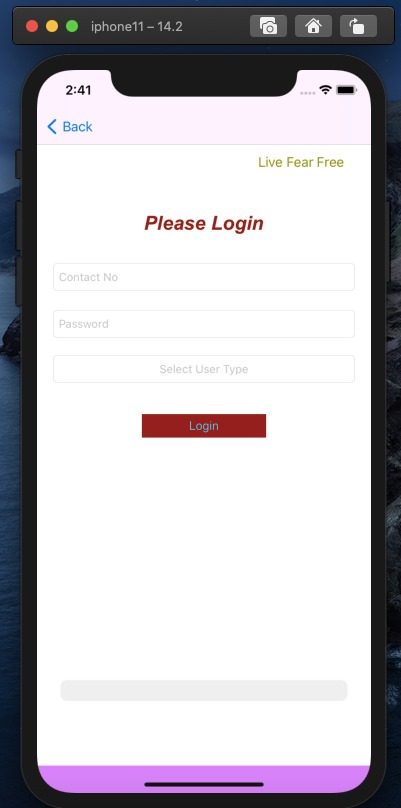 iphone11 – 14.2
2:41
Back
Live Fear Free
Please Login
Contact No
Password
Select User Type
Login